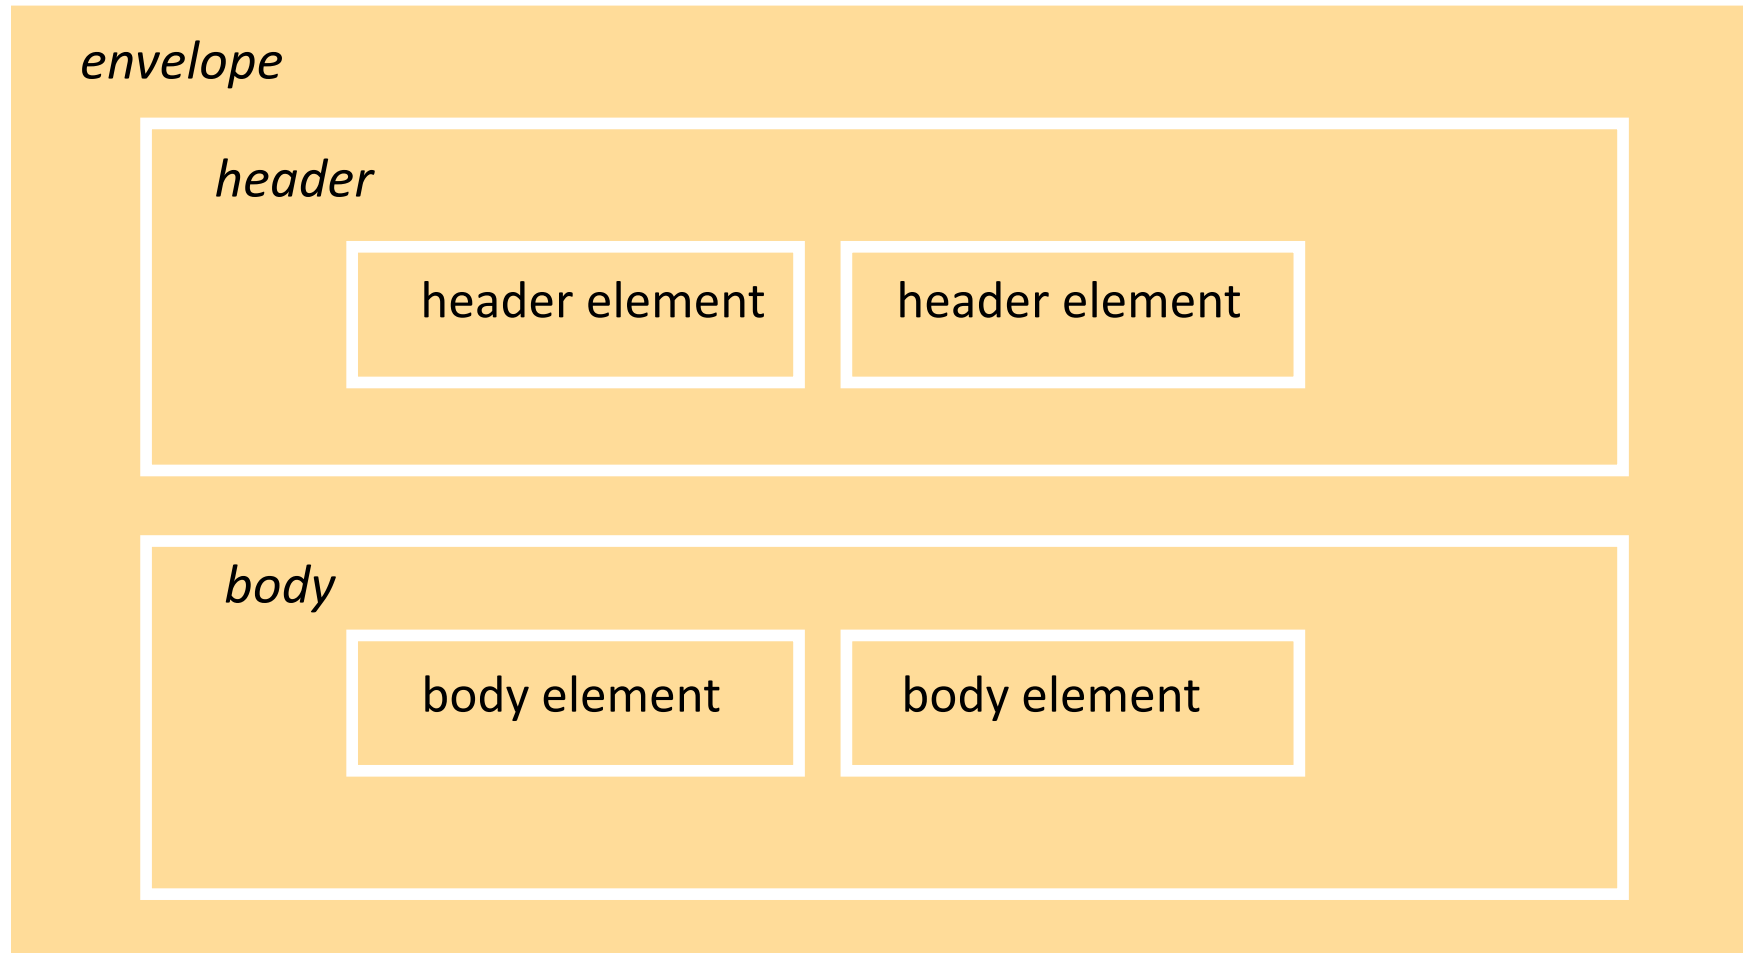 envelope
header
header element
header element
body
body element
body element